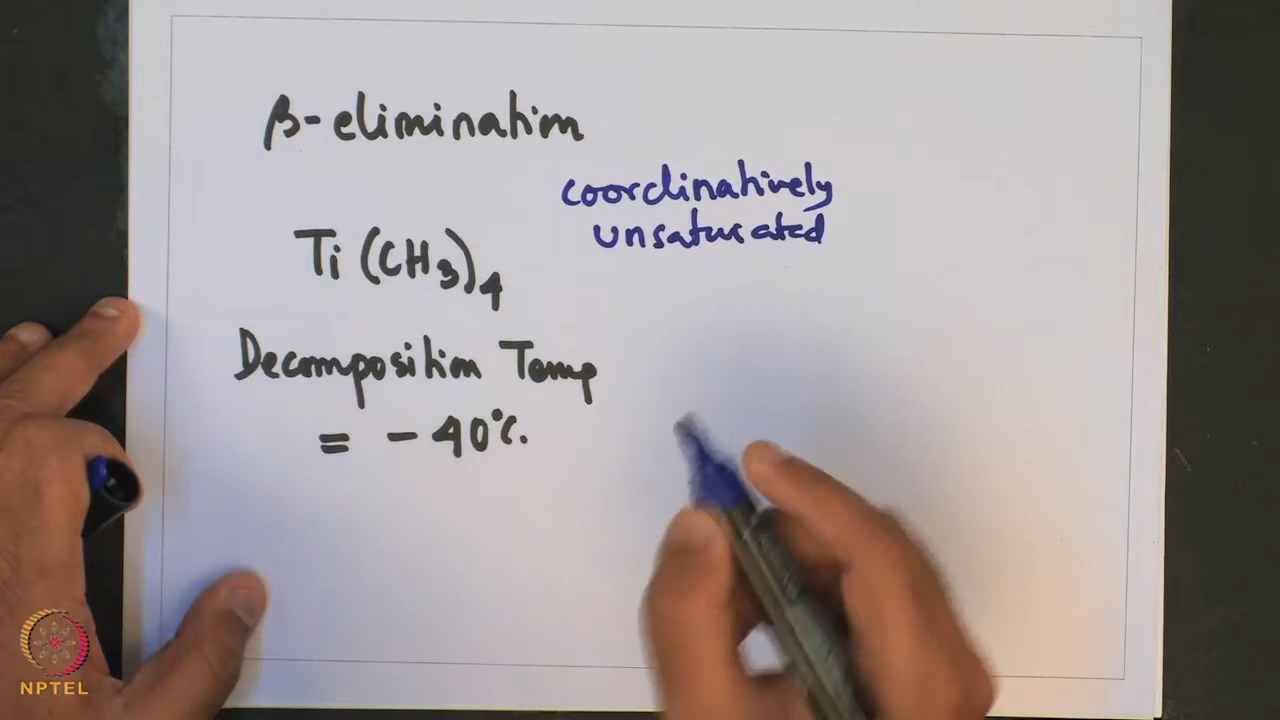 β-elimination
coordinatively
unsaturated
Ti(CH₃)₄
Decomposition Temp
= -40°C.
NPTEL